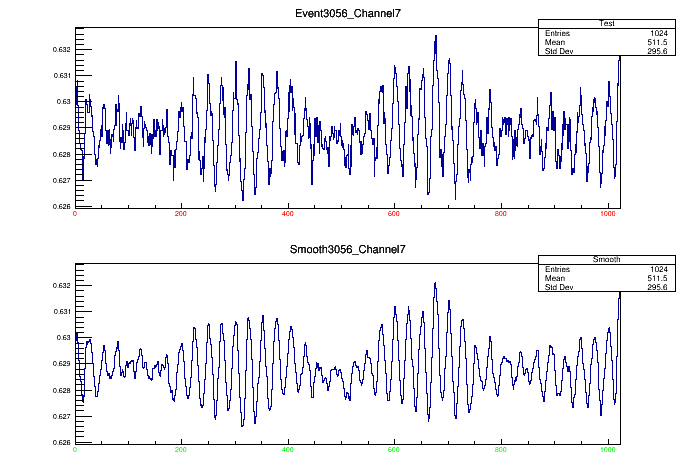 Event3056_Channel7
Test
Entries 1024
Mean 511.5
Std Dev 295.6
0.632
0.631
0.63
0.629
0.628
0.627
0.626
0 200 400 600 800 1000
Smooth3056_Channel7
Smooth
Entries 1024
Mean 511.5
Std Dev 295.6
0.632
0.631
0.63
0.629
0.628
0.627
0.626
0 200 400 600 800 1000